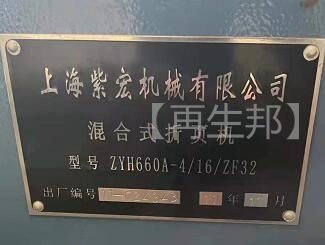 上海紫宏机械有限公司
混合式折页机
【再生邦】
型号 ZYH660A-4/16/ZF32
出厂编号 年 月